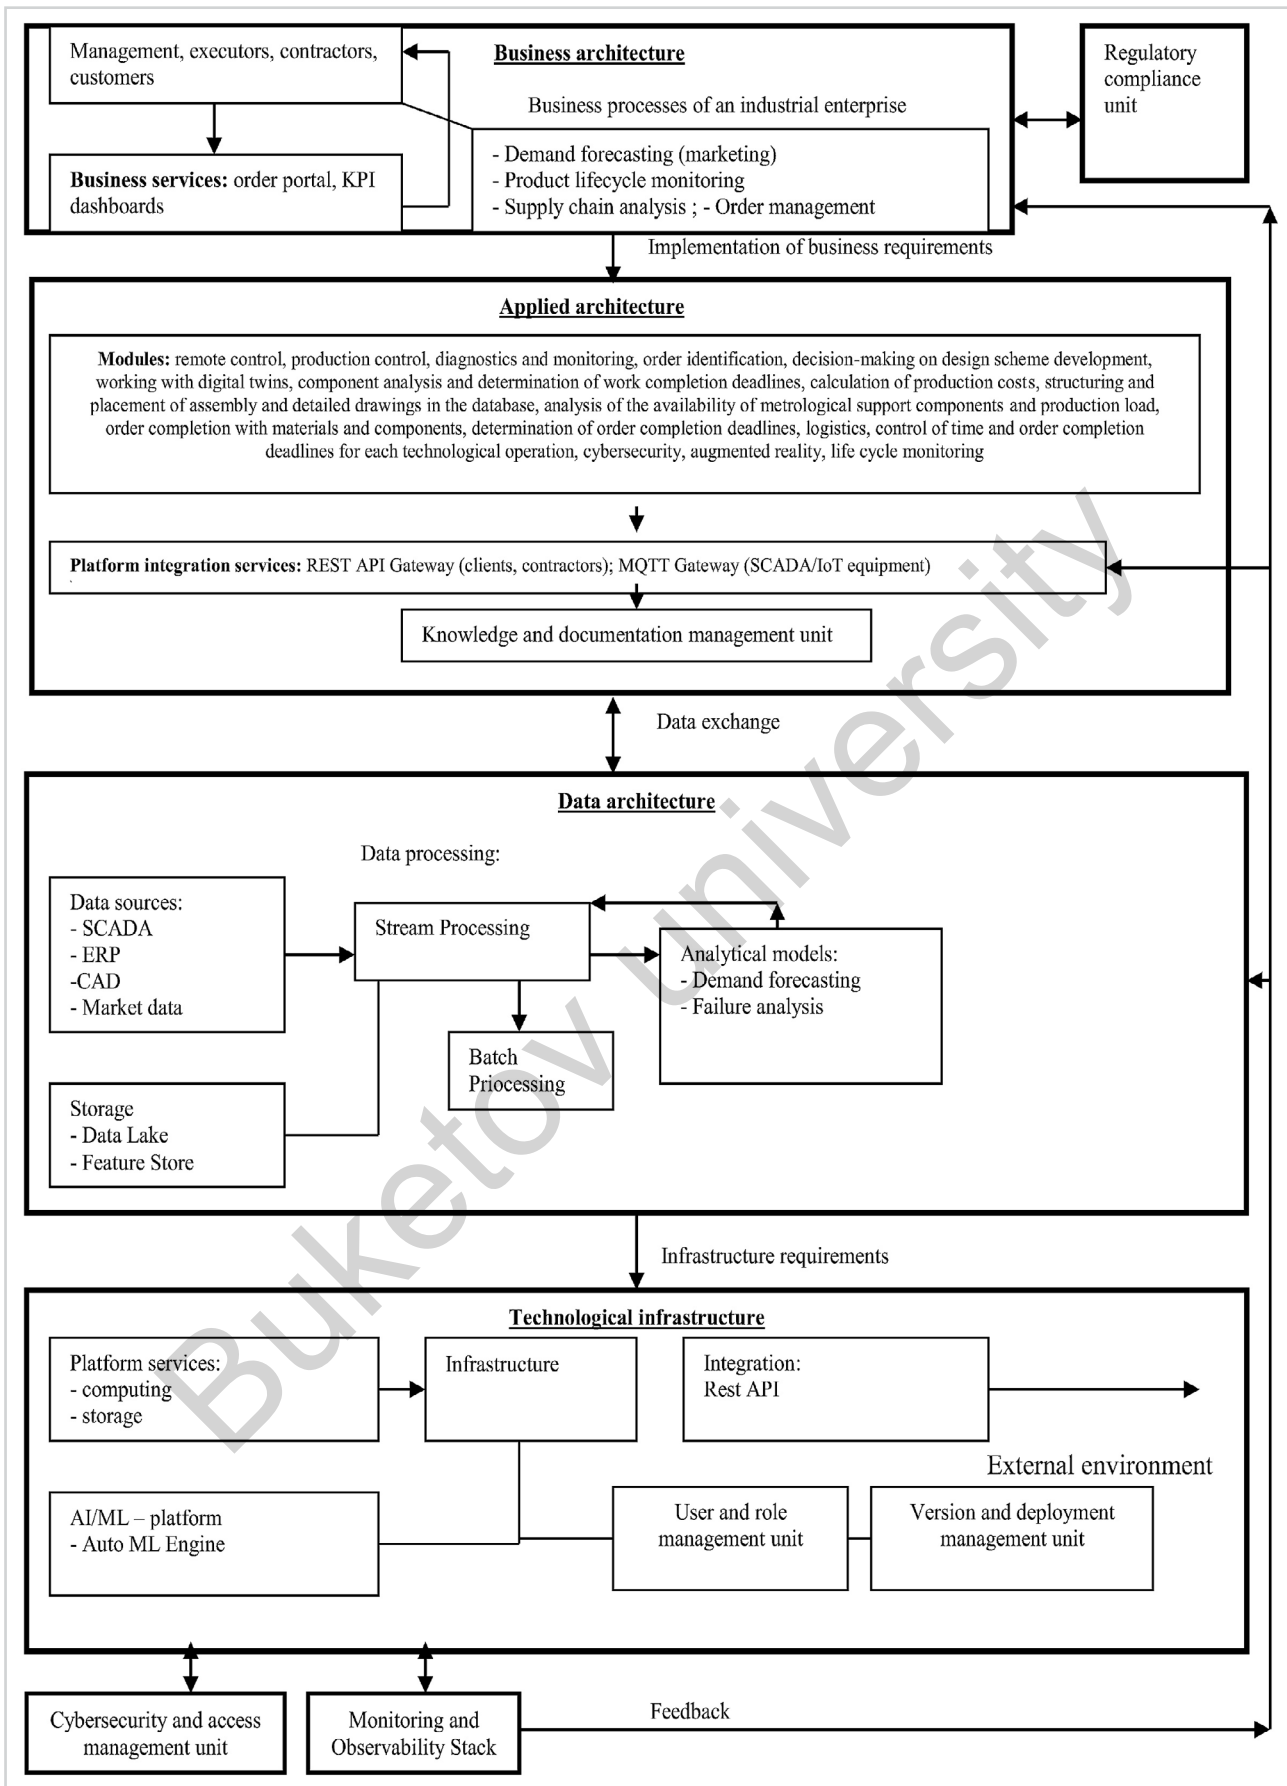 Management, executors, contractors,
customers
Business architecture
Regulatory
compliance
unit
Business processes of an industrial enterprise
- Demand forecasting (marketing)
- Product lifecycle monitoring
- Supply chain analysis ; - Order management
Business services: order portal, KPI
dashboards
Implementation of business requirements
Applied architecture
Modules: remote control, production control, diagnostics and monitoring, order identification, decision-making on design scheme development,
working with digital twins, component analysis and determination of work completion deadlines, calculation of production costs, structuring and
placement of assembly and detailed drawings in the database, analysis of the availability of metrological support components and production load,
order completion with materials and components, determination of order completion deadlines, logistics, control of time and order completion
deadlines for each technological operation, cybersecurity, augmented reality, life cycle monitoring
Platform integration services: REST API Gateway (clients, contractors); MQTT Gateway (SCADA/IoT equipment)
Knowledge and documentation management unit
Data exchange
Data architecture
Data processing:
Data sources:
- SCADA
- ERP
-CAD
- Market data
Stream Processing
Analytical models:
- Demand forecasting
- Failure analysis
Batch
Priocessing
Storage
- Data Lake
- Feature Store
Infrastructure requirements
Technological infrastructure
Platform services:
- computing
- storage
Infrastructure
Integration:
Rest API
External environment
AI/ML – platform
- Auto ML Engine
User and role
management unit
Version and deployment
management unit
Cybersecurity and access
management unit
Monitoring and
Observability Stack
Feedback
Buketov university